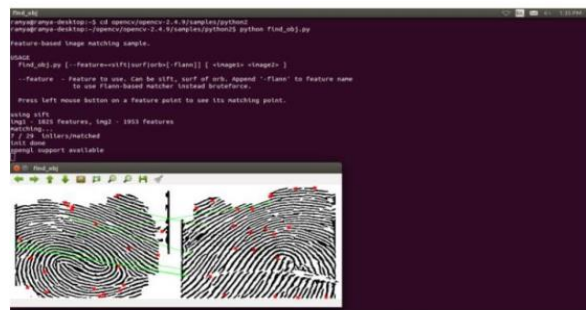 find_obj
1:33 PM
ramya@ramya-desktop:~$ cd opencv/opencv-2.4.9/samples/python2
ramya@ramya-desktop:~/opencv/opencv-2.4.9/samples/python2$ python find_obj.py
Feature-based image matching sample.
USAGE
find_obj.py [--feature=<sift|surf|orb>[-flann]] [ <image1> <image2> ]
--feature - Feature to use. Can be sift, surf of orb. Append '-flann' to feature name
to use Flann-based matcher instead bruteforce.
Press left mouse button on a feature point to see its matching point.
using sift
img1 - 1021 features, img2 - 1953 features
matching...
7 / 29 inliers/matched
init done
opengl support available
find_obj